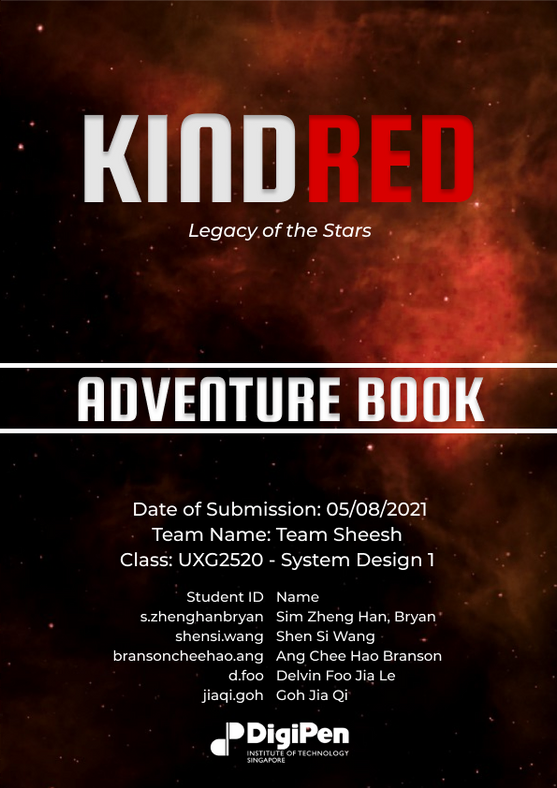 KINDRED
Legacy of the Stars
ADVENTURE BOOK
Date of Submission: 05/08/2021
Team Name: Team Sheesh
Class: UXG2520 - System Design 1
Student ID Name
s.zhenghanbryan Sim Zheng Han, Bryan
shensi.wang Shen Si Wang
bransoncheehao.ang Ang Chee Hao Branson
d.foo Delvin Foo Jia Le
jiaqi.goh Goh Jia Qi
DigiPen
INSTITUTE OF TECHNOLOGY
SINGAPORE